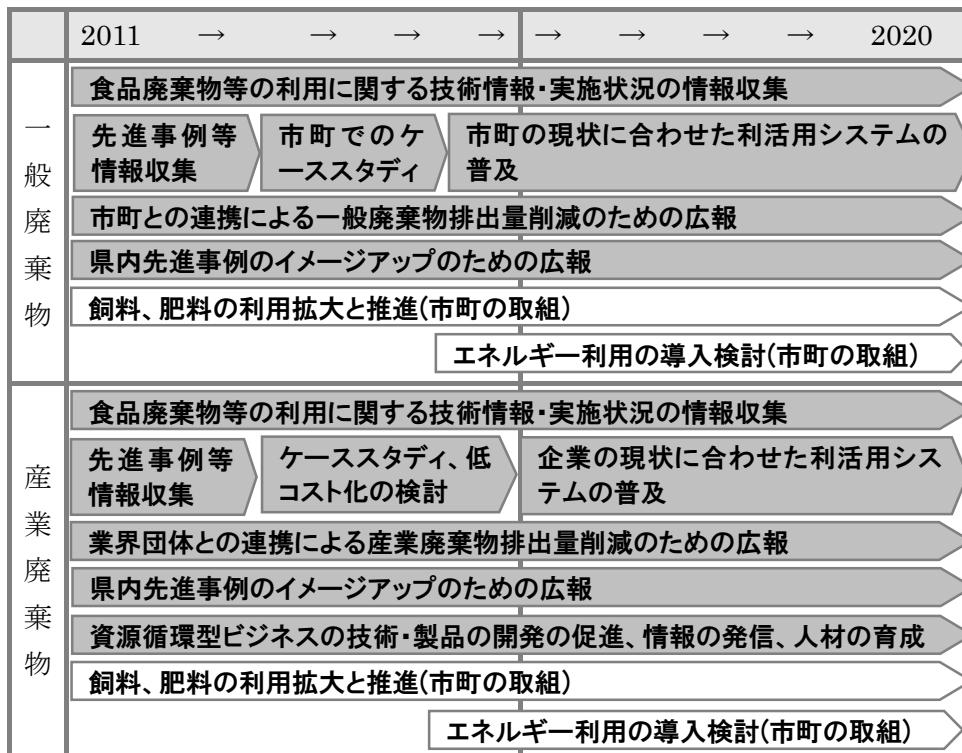 2011 → → → → → → → → 2020
一般廃棄物
食品廃棄物等の利用に関する技術情報・実施状況の情報収集
先進事例等
情報収集
市町でのケ
ーススタディ
市町の現状に合わせた利活用システムの
普及
市町との連携による一般廃棄物排出量削減のための広報
県内先進事例のイメージアップのための広報
飼料、肥料の利用拡大と推進(市町の取組)
エネルギー利用の導入検討(市町の取組)
産業廃棄物
食品廃棄物等の利用に関する技術情報・実施状況の情報収集
先進事例等
情報収集
ケーススタディ、低
コスト化の検討
企業の現状に合わせた利活用シス
テムの普及
業界団体との連携による産業廃棄物排出量削減のための広報
県内先進事例のイメージアップのための広報
資源循環型ビジネスの技術・製品の開発の促進、情報の発信、人材の育成
飼料、肥料の利用拡大と推進(市町の取組)
エネルギー利用の導入検討(市町の取組)